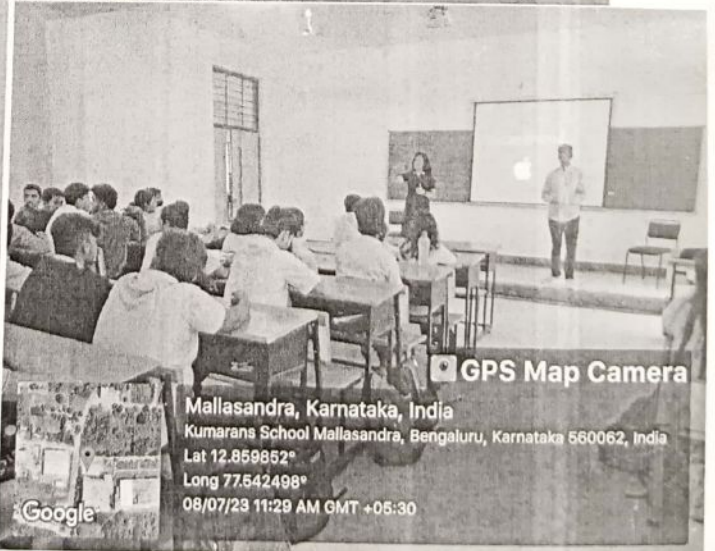 GPS Map Camera
Mallasandra, Karnataka, India
Kumarans School Mallasandra, Bengaluru, Karnataka 560062, India
Lat 12.859852°
Long 77.542498°
08/07/23 11:29 AM GMT +05:30
Google